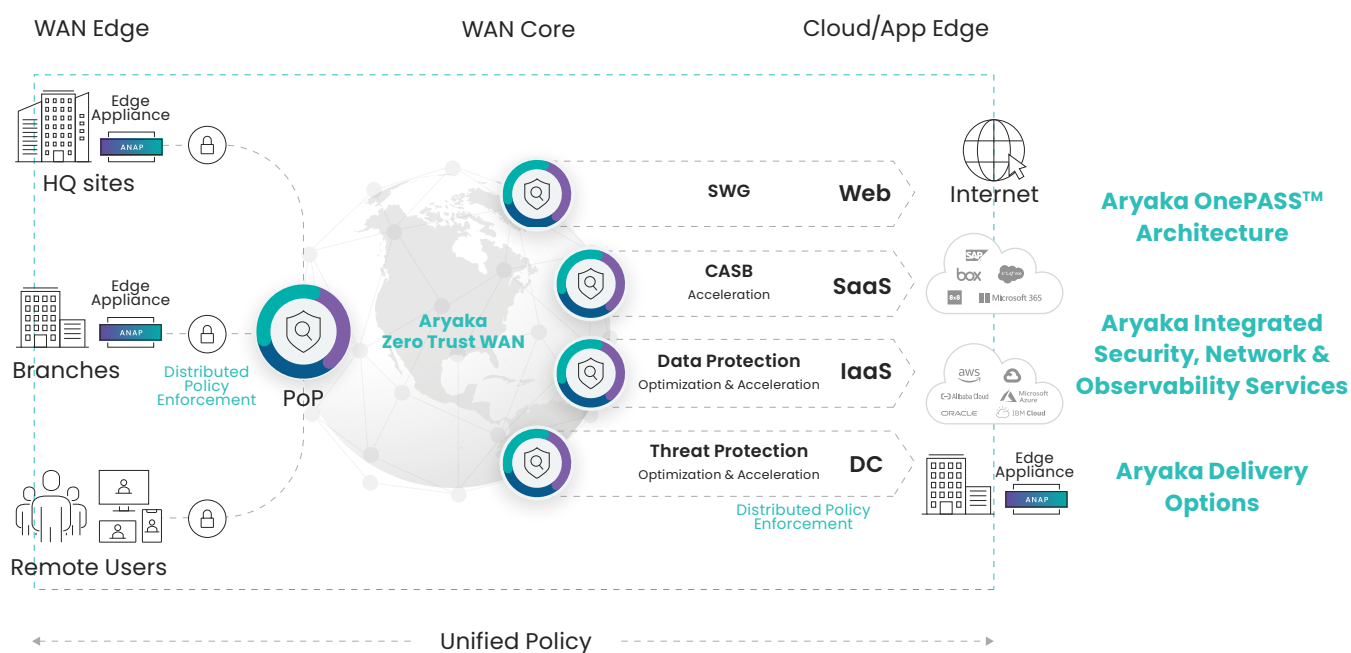 WAN Edge
WAN Core
Cloud/App Edge
Edge
Appliance
ANAP
HQ sites
Edge
Appliance
ANAP
Branches
Distributed
Policy
Enforcement
PoP
Remote Users
Aryaka
Zero Trust WAN
SWG
Web
CASB
Acceleration
SaaS
Data Protection
Optimization & Acceleration
IaaS
Threat Protection
Optimization & Acceleration
DC
Distributed Policy
Enforcement
Internet
SAP
box
salesforce
8x8
Microsoft 365
aws
Alibaba Cloud
Microsoft
Azure
ORACLE
IBM Cloud
Edge
Appliance
ANAP
Aryaka OnePASS™
Architecture
Aryaka Integrated
Security, Network &
Observability Services
Aryaka Delivery
Options
Unified Policy